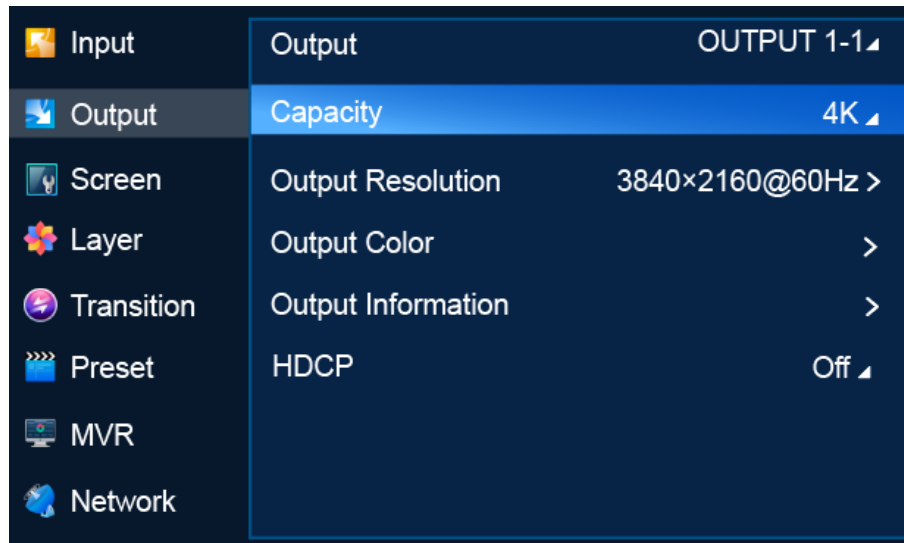 Input
Output
Screen
Layer
Transition
Preset
MVR
Network
Output OUTPUT 1-1
Capacity 4K
Output Resolution 3840×2160@60Hz >
Output Color >
Output Information >
HDCP Off